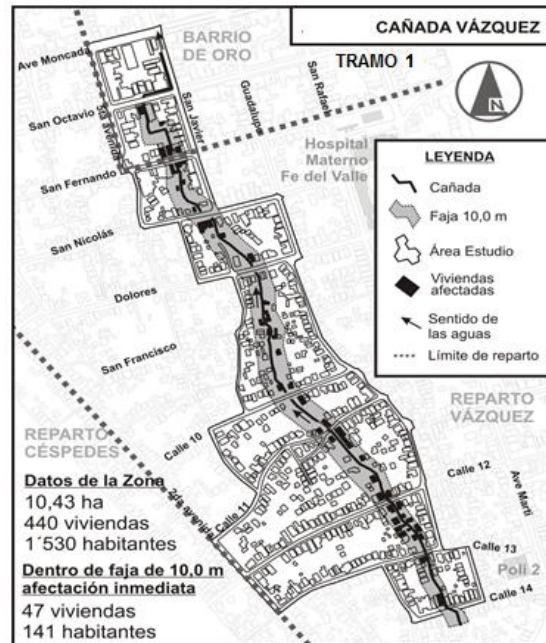 CAÑADA VÁZQUEZ
TRAMO 1
BARRIO
DE ORO
Ave Moncada
San Octavio
San Javier
Guadalupe
San Rafael
N
Hospital
Materno
Fe del Valle
San Fernando
San Nicolás
Dolores
San Francisco
LEYENDA
Cañada
Faja 10,0 m
Área Estudio
Viviendas
afectadas
Sentido de
las aguas
Límite de reparto
REPARTO
VÁZQUEZ
REPARTO
CÉSPEDES
Calle 10
Calle 11
Calle 12
Ave Martí
Calle 13
Poli 2
Calle 14
Datos de la Zona
10,43 ha
440 viviendas
1´530 habitantes
Dentro de faja de 10,0 m
afectación inmediata
47 viviendas
141 habitantes